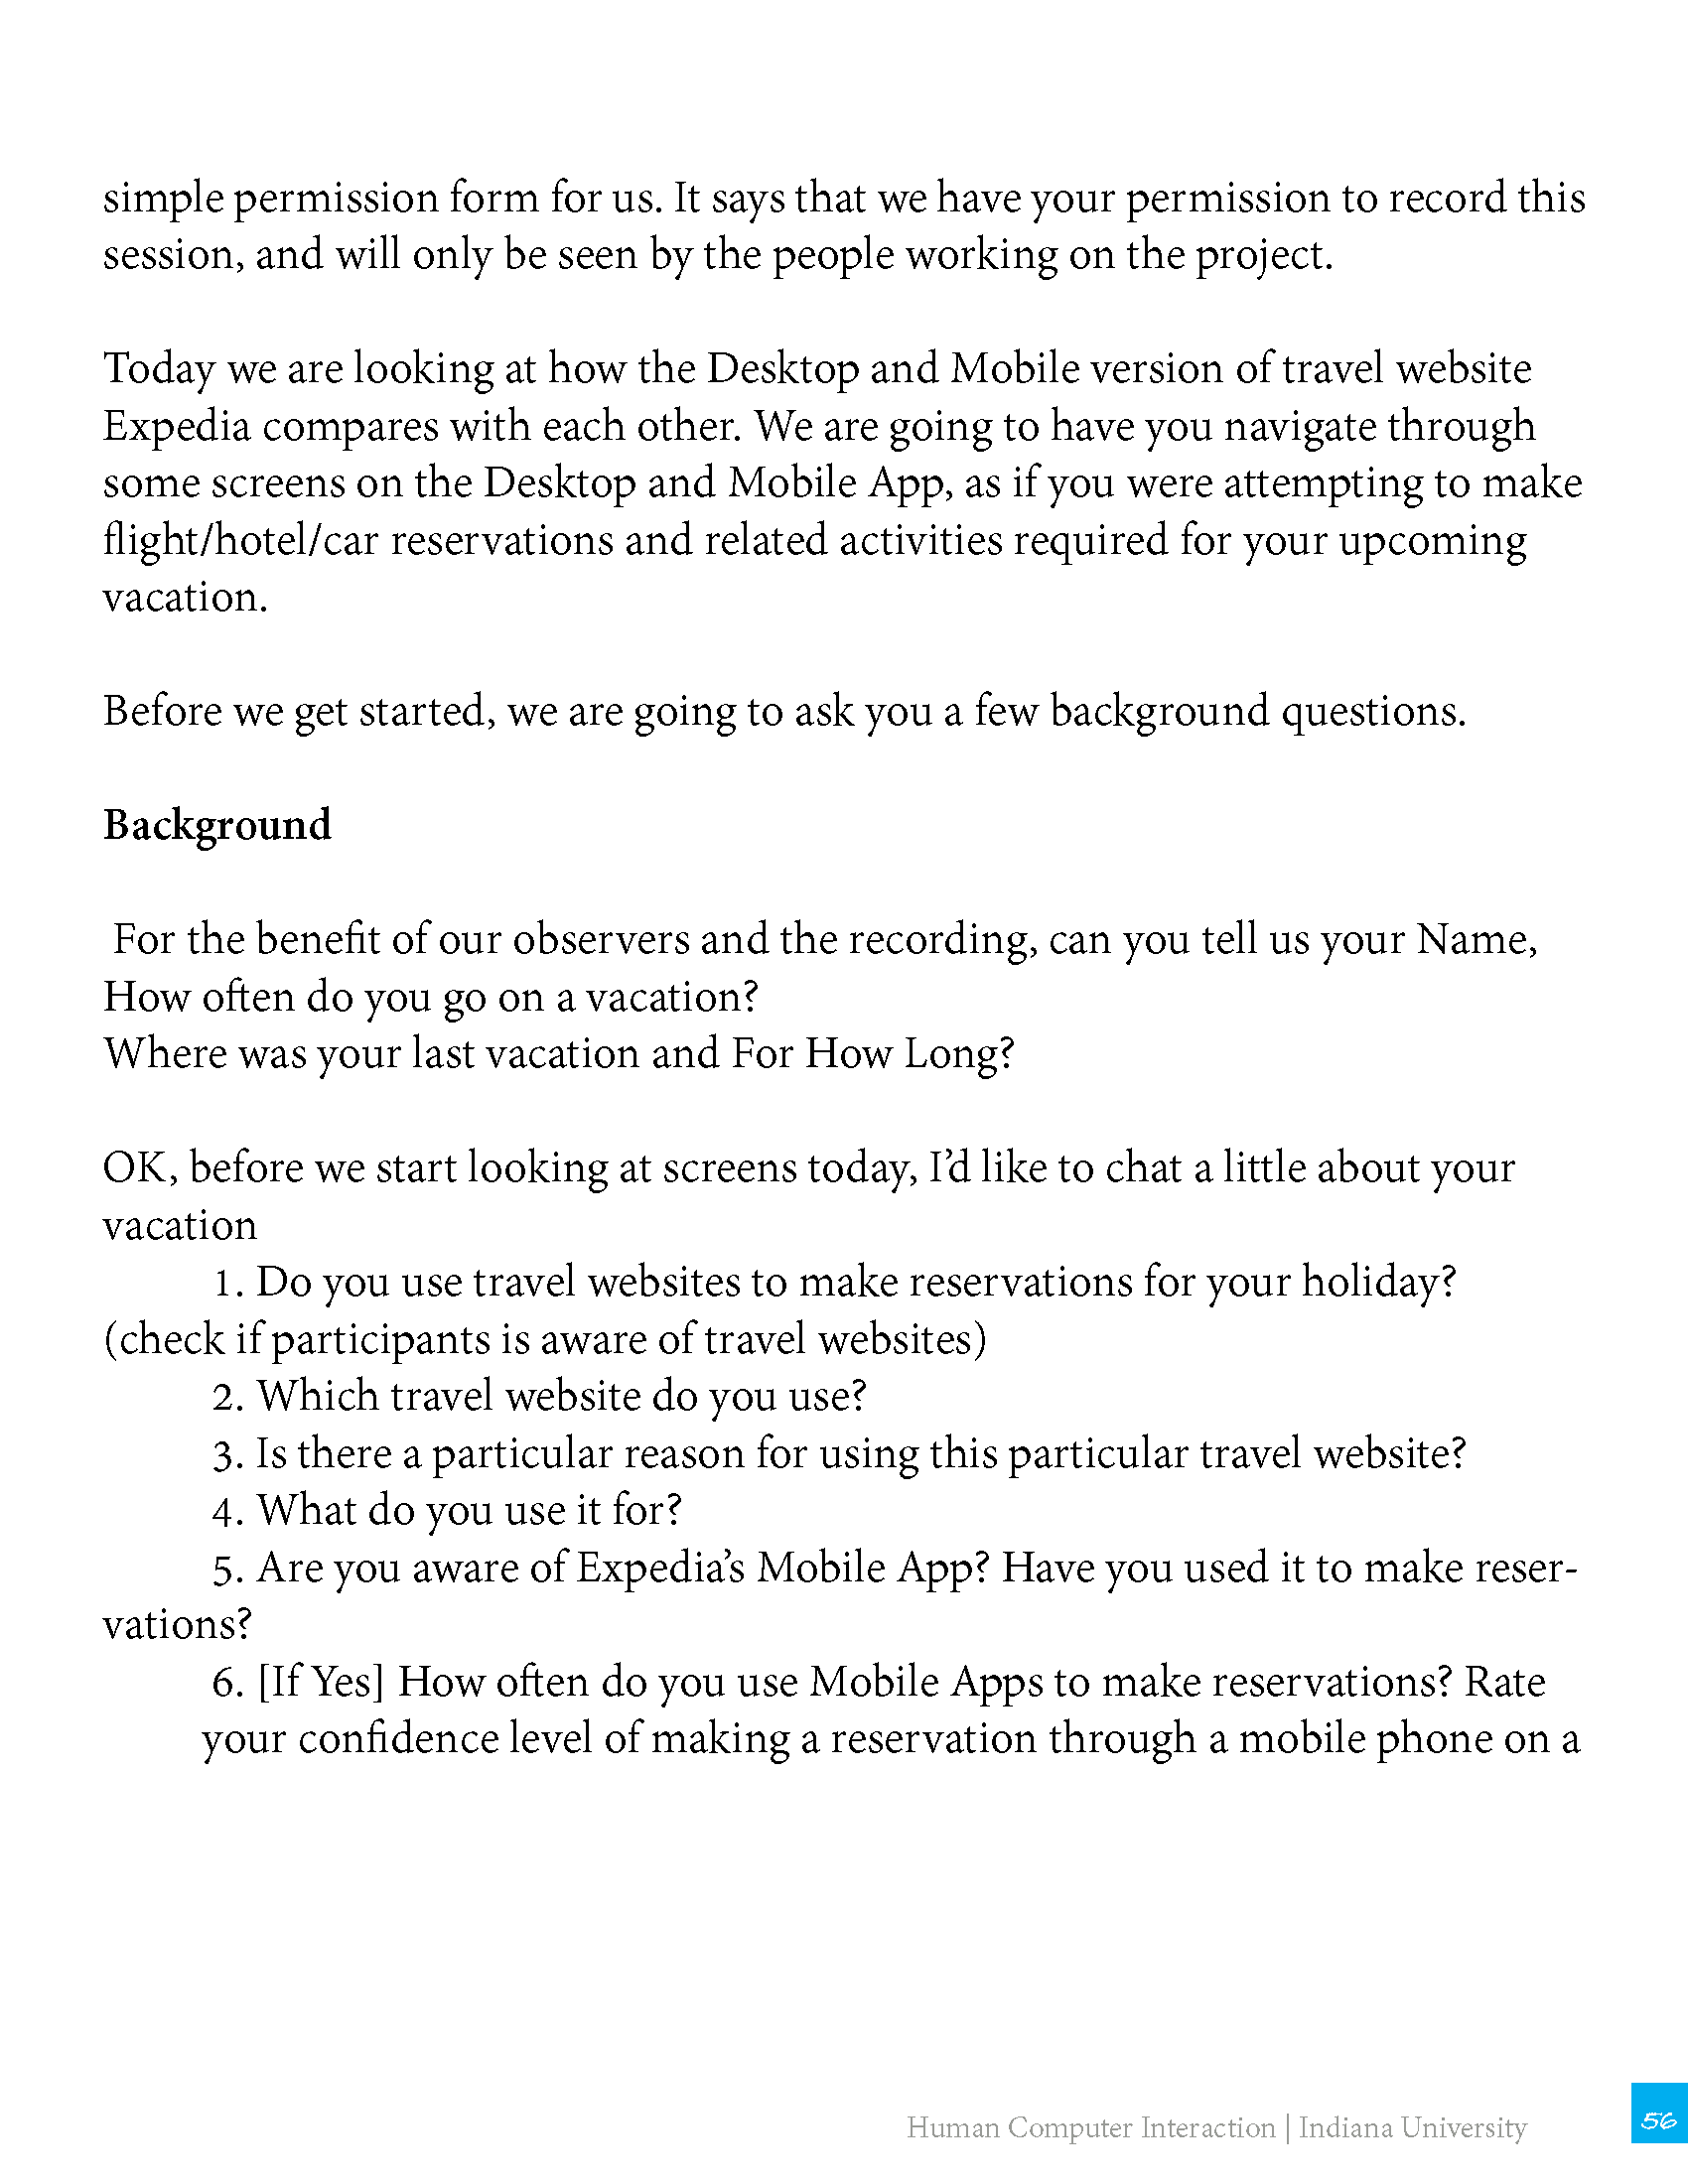 simple permission form for us. It says that we have your permission to record this
session, and will only be seen by the people working on the project.
Today we are looking at how the Desktop and Mobile version of travel website
Expedia compares with each other. We are going to have you navigate through
some screens on the Desktop and Mobile App, as if you were attempting to make
flight/hotel/car reservations and related activities required for your upcoming
vacation.
Before we get started, we are going to ask you a few background questions.
Background
For the benefit of our observers and the recording, can you tell us your Name,
How often do you go on a vacation?
Where was your last vacation and For How Long?
OK, before we start looking at screens today, I’d like to chat a little about your
vacation
1. Do you use travel websites to make reservations for your holiday?
(check if participants is aware of travel websites)
2. Which travel website do you use?
3. Is there a particular reason for using this particular travel website?
4. What do you use it for?
5. Are you aware of Expedia’s Mobile App? Have you used it to make reser-
vations?
6. [If Yes] How often do you use Mobile Apps to make reservations? Rate
your confidence level of making a reservation through a mobile phone on a
Human Computer Interaction | Indiana University
56